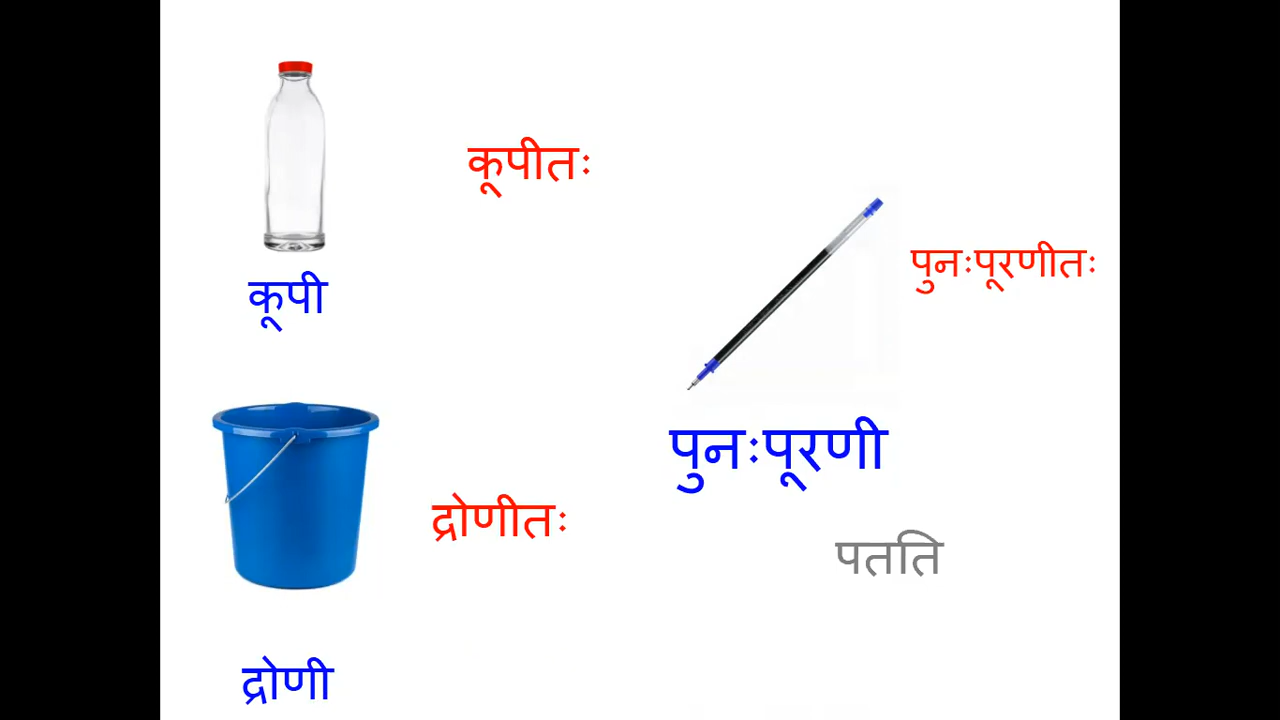 कूपीतः
कूपी
पुनःपूरणीतः
पुनःपूरणी
द्रोणीतः
पतति
द्रोणी